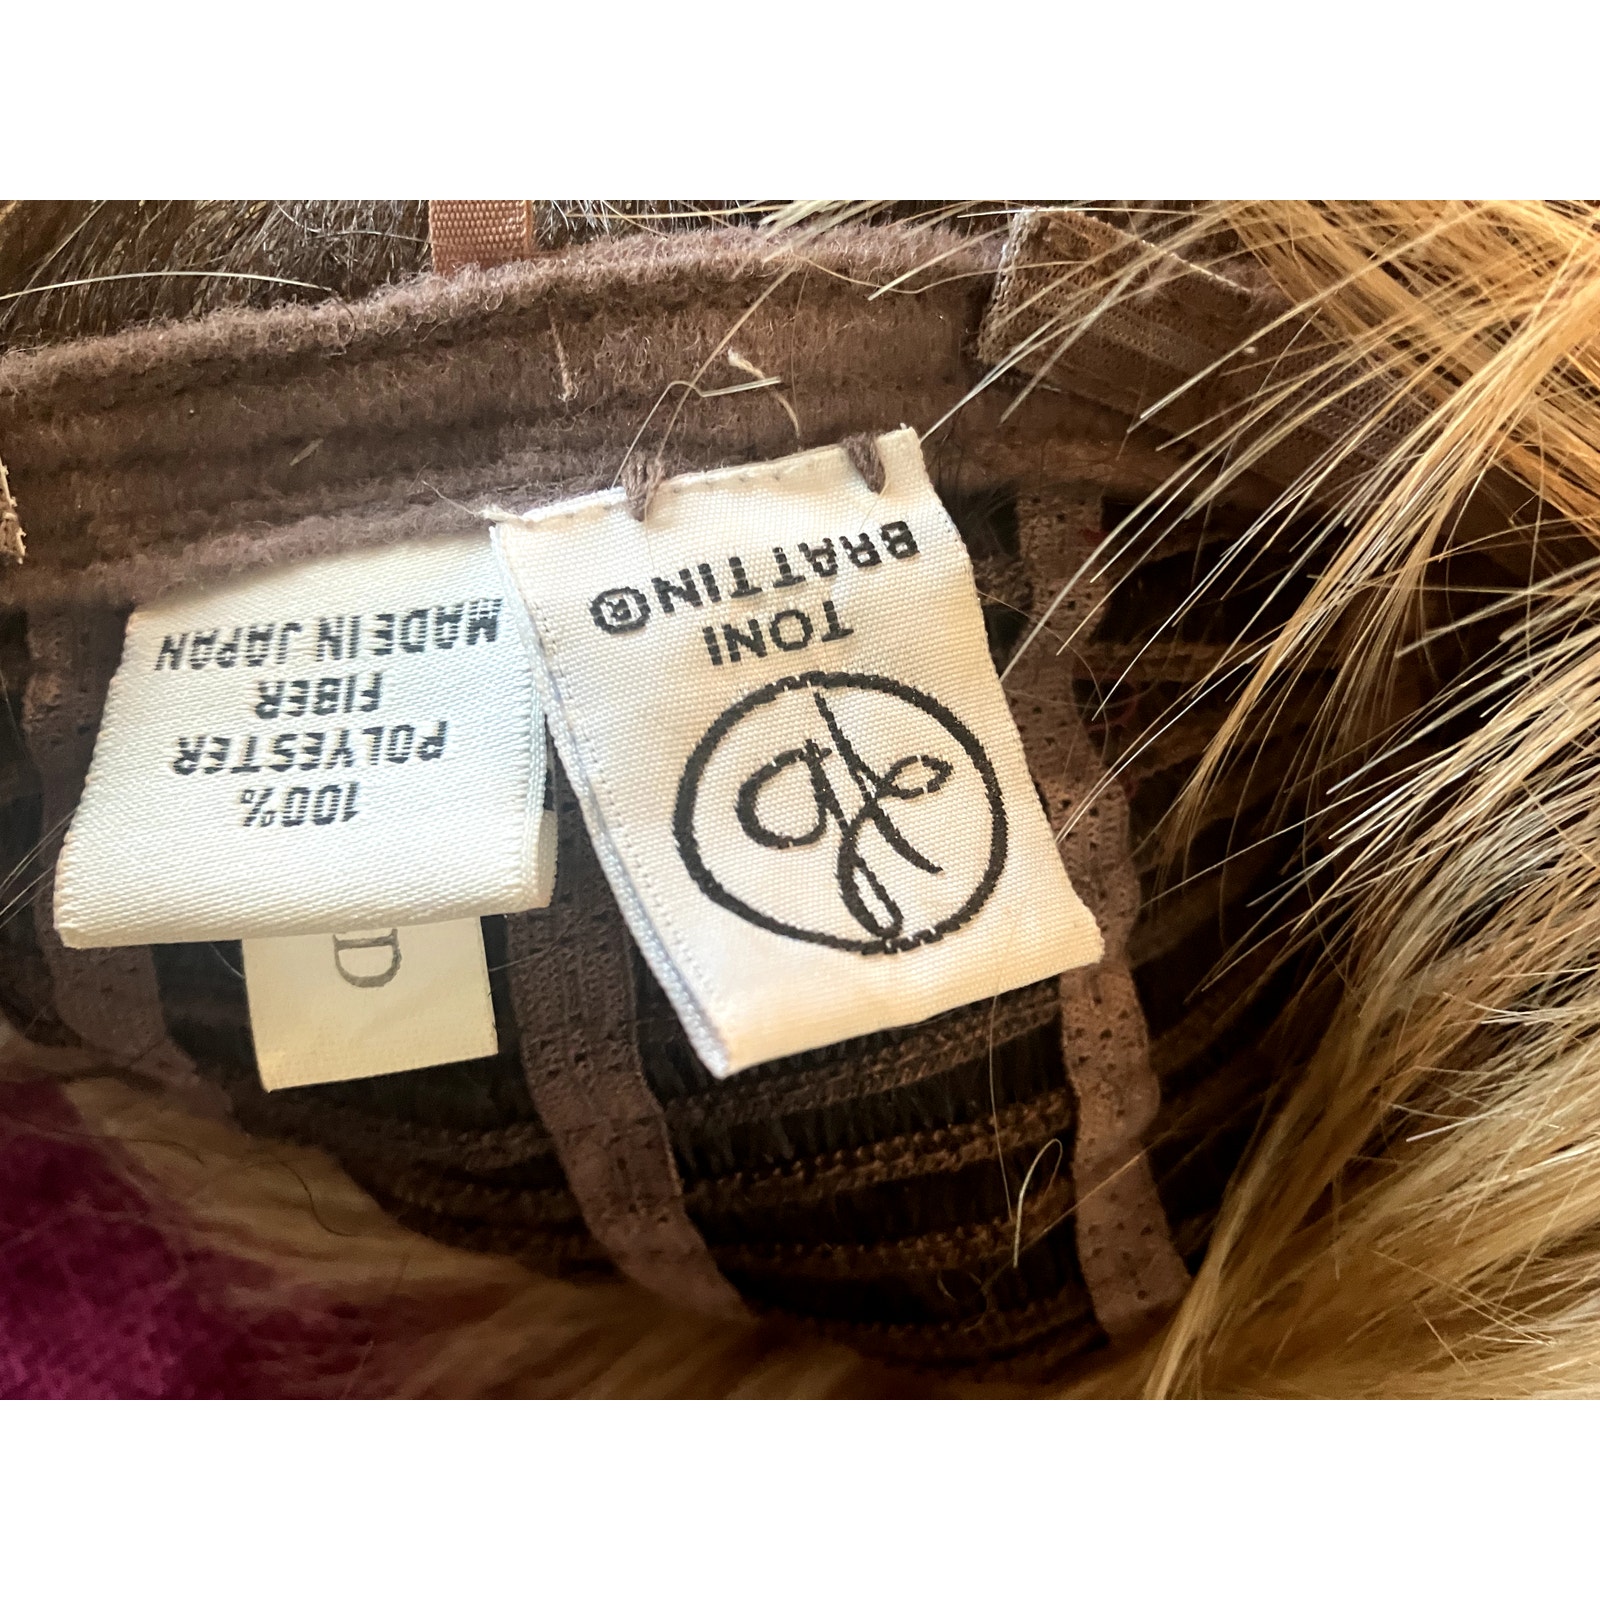 TONI
BRATTIN®
100%
POLYESTER
FIBER
MADE IN JAPAN
D